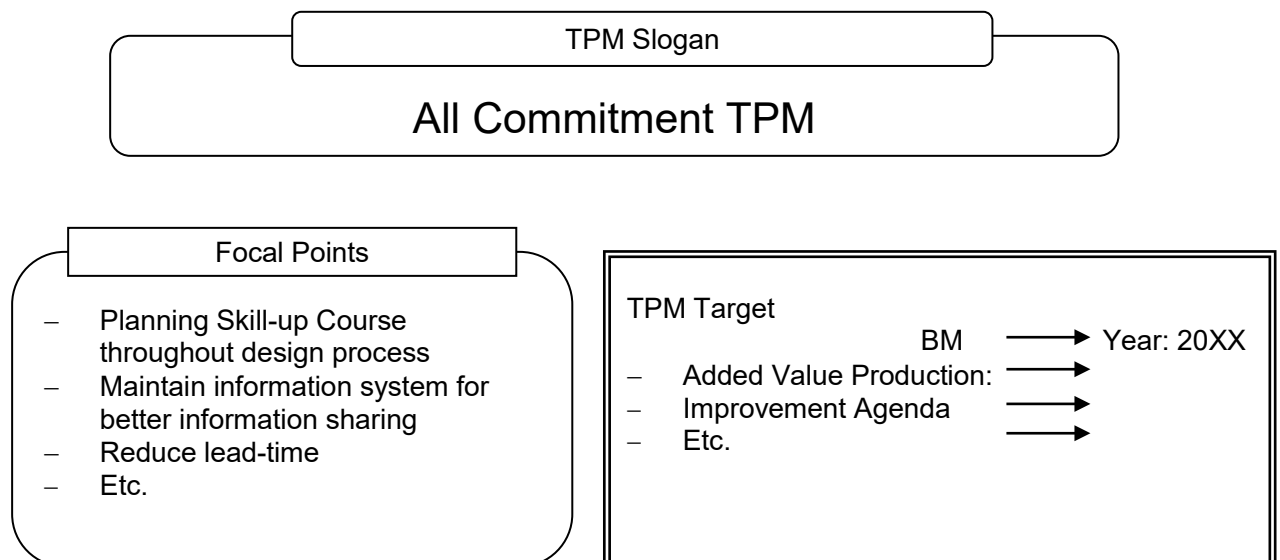 TPM Slogan
All Commitment TPM
Focal Points
– Planning Skill-up Course
throughout design process
– Maintain information system for
better information sharing
– Reduce lead-time
– Etc.
TPM Target
BM Year: 20XX
– Added Value Production:
– Improvement Agenda
– Etc.